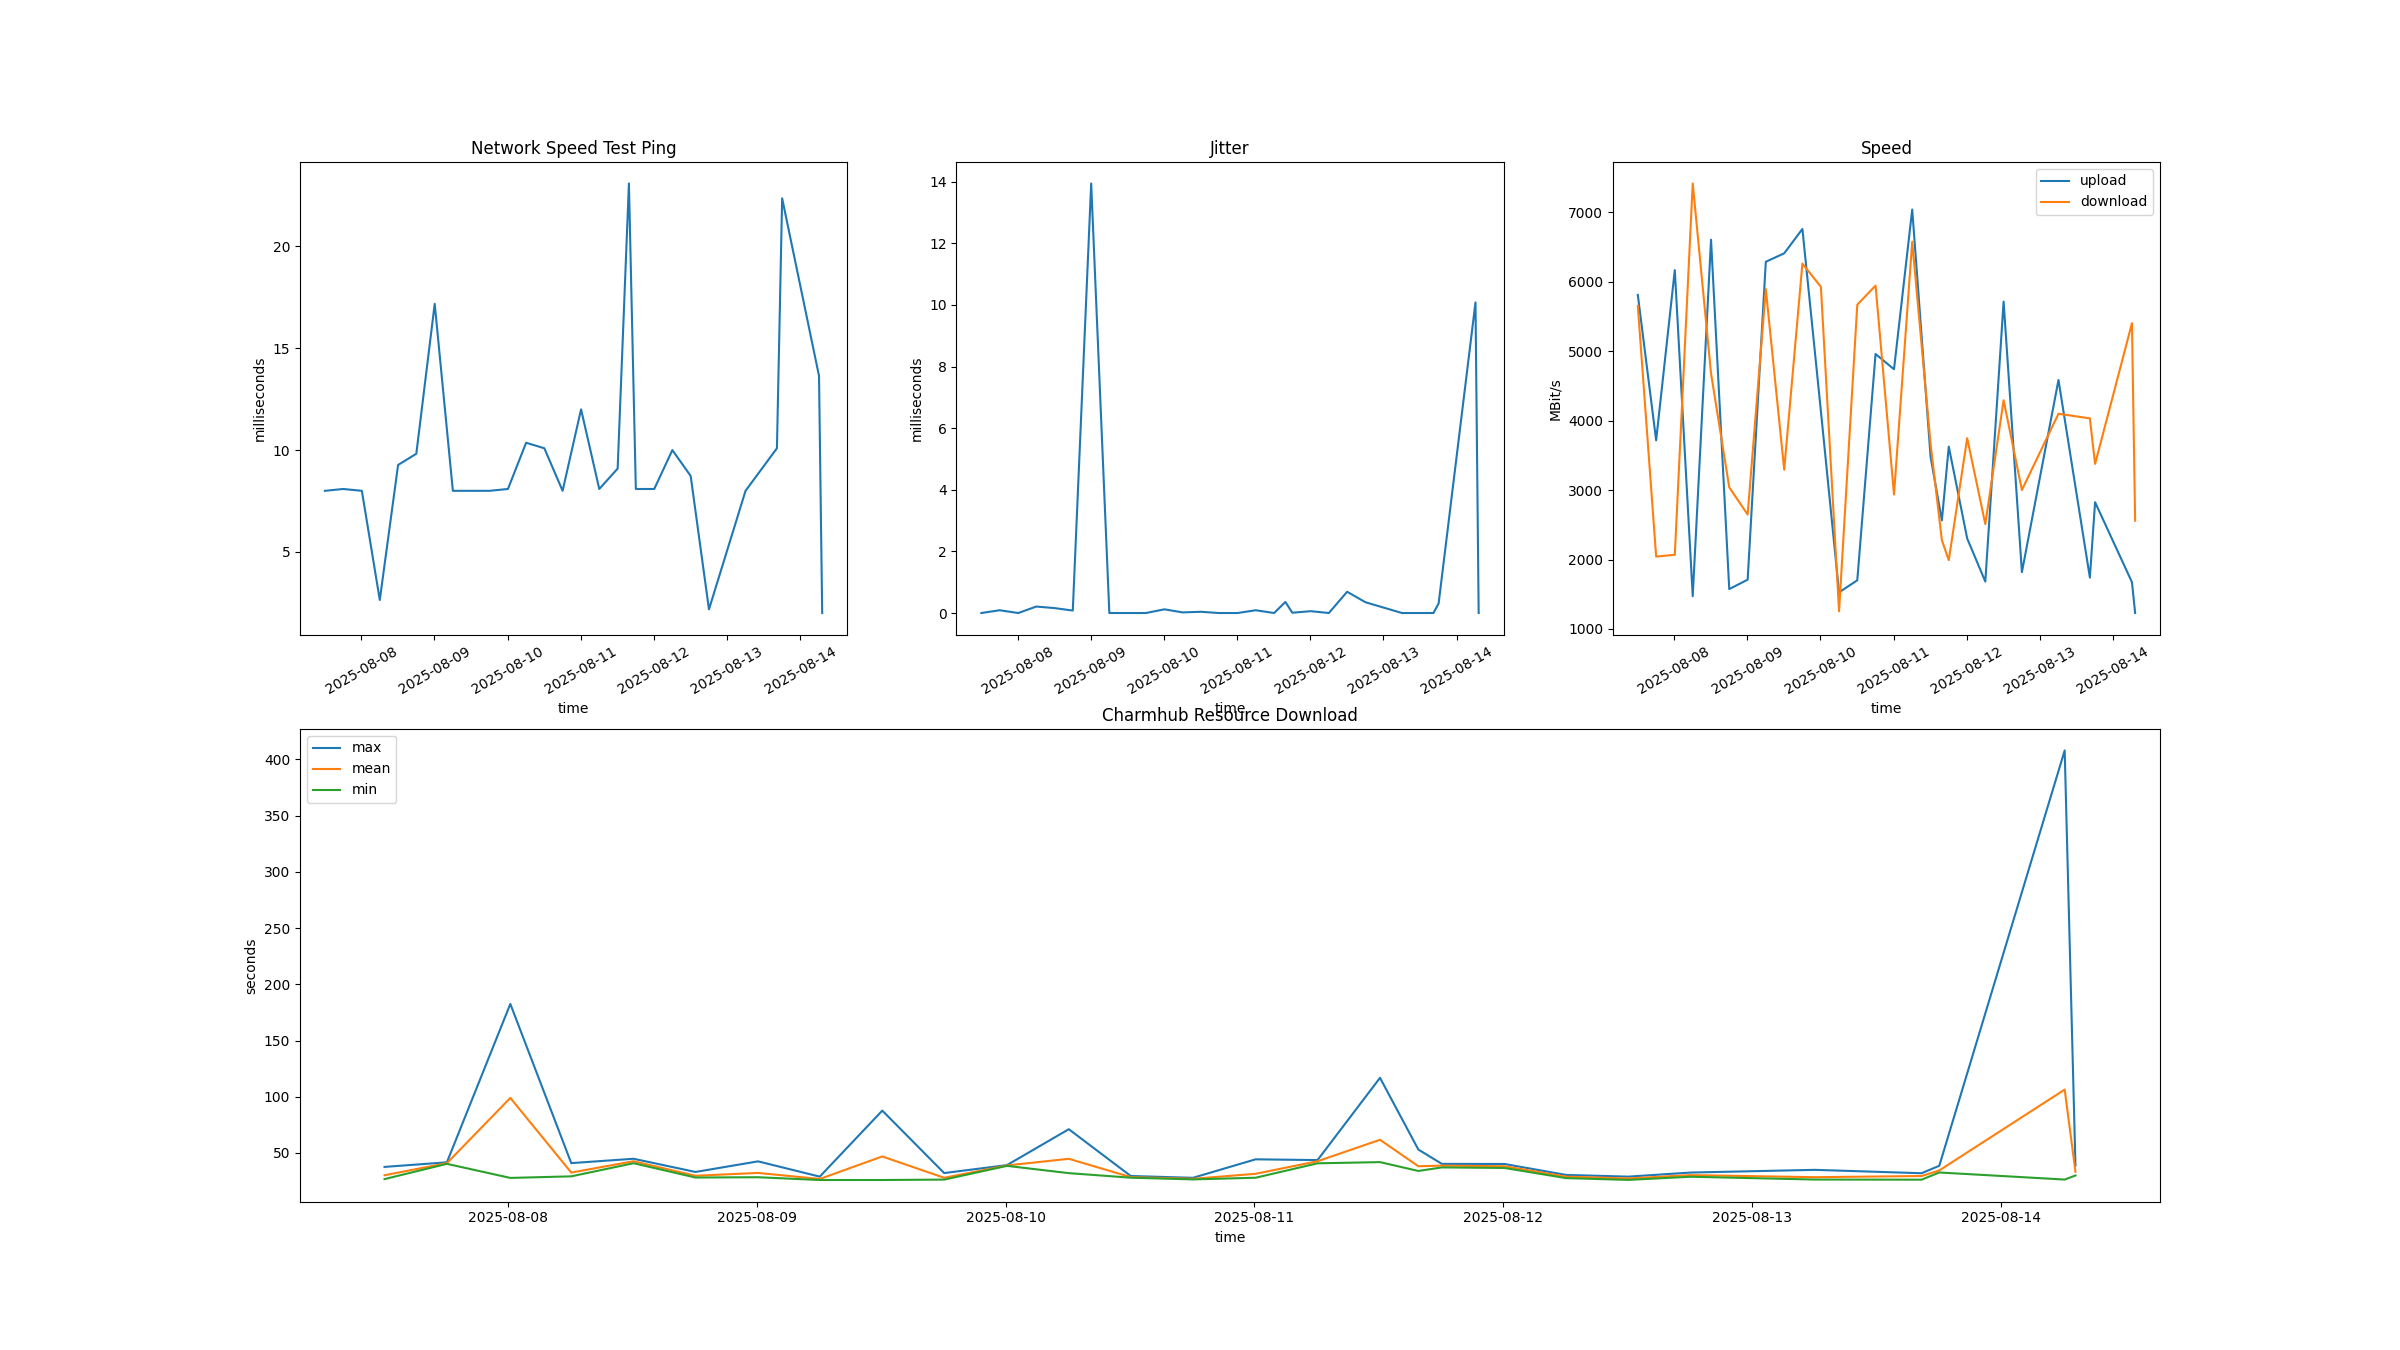 Network Speed Test Ping
milliseconds
20
15
10
5
2025-08-08 2025-08-09 2025-08-10 2025-08-11 2025-08-12 2025-08-13 2025-08-14
time
Jitter
milliseconds
14
12
10
8
6
4
2
0
2025-08-08 2025-08-09 2025-08-10 2025-08-11 2025-08-12 2025-08-13 2025-08-14
time
Speed
upload
download
MBit/s
7000
6000
5000
4000
3000
2000
1000
2025-08-08 2025-08-09 2025-08-10 2025-08-11 2025-08-12 2025-08-13 2025-08-14
time
Charmhub Resource Download
max
mean
min
seconds
400
350
300
250
200
150
100
50
2025-08-08 2025-08-09 2025-08-10 2025-08-11 2025-08-12 2025-08-13 2025-08-14
time